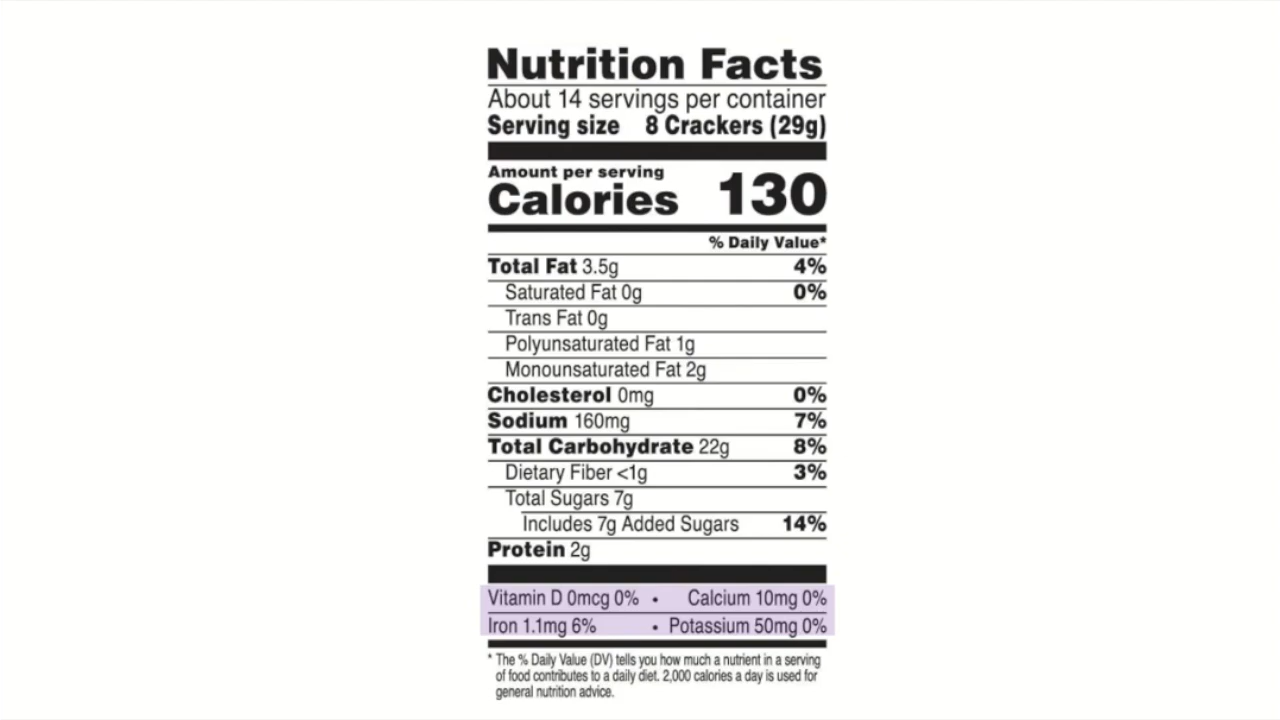 Nutrition Facts
About 14 servings per container
Serving size 8 Crackers (29g)
Amount per serving
Calories 130
% Daily Value*
Total Fat 3.5g 4%
Saturated Fat 0g 0%
Trans Fat 0g
Polyunsaturated Fat 1g
Monounsaturated Fat 2g
Cholesterol 0mg 0%
Sodium 160mg 7%
Total Carbohydrate 22g 8%
Dietary Fiber <1g 3%
Total Sugars 7g
Includes 7g Added Sugars 14%
Protein 2g
Vitamin D 0mcg 0% • Calcium 10mg 0%
Iron 1.1mg 6% • Potassium 50mg 0%
* The % Daily Value (DV) tells you how much a nutrient in a serving
of food contributes to a daily diet. 2,000 calories a day is used for
general nutrition advice.